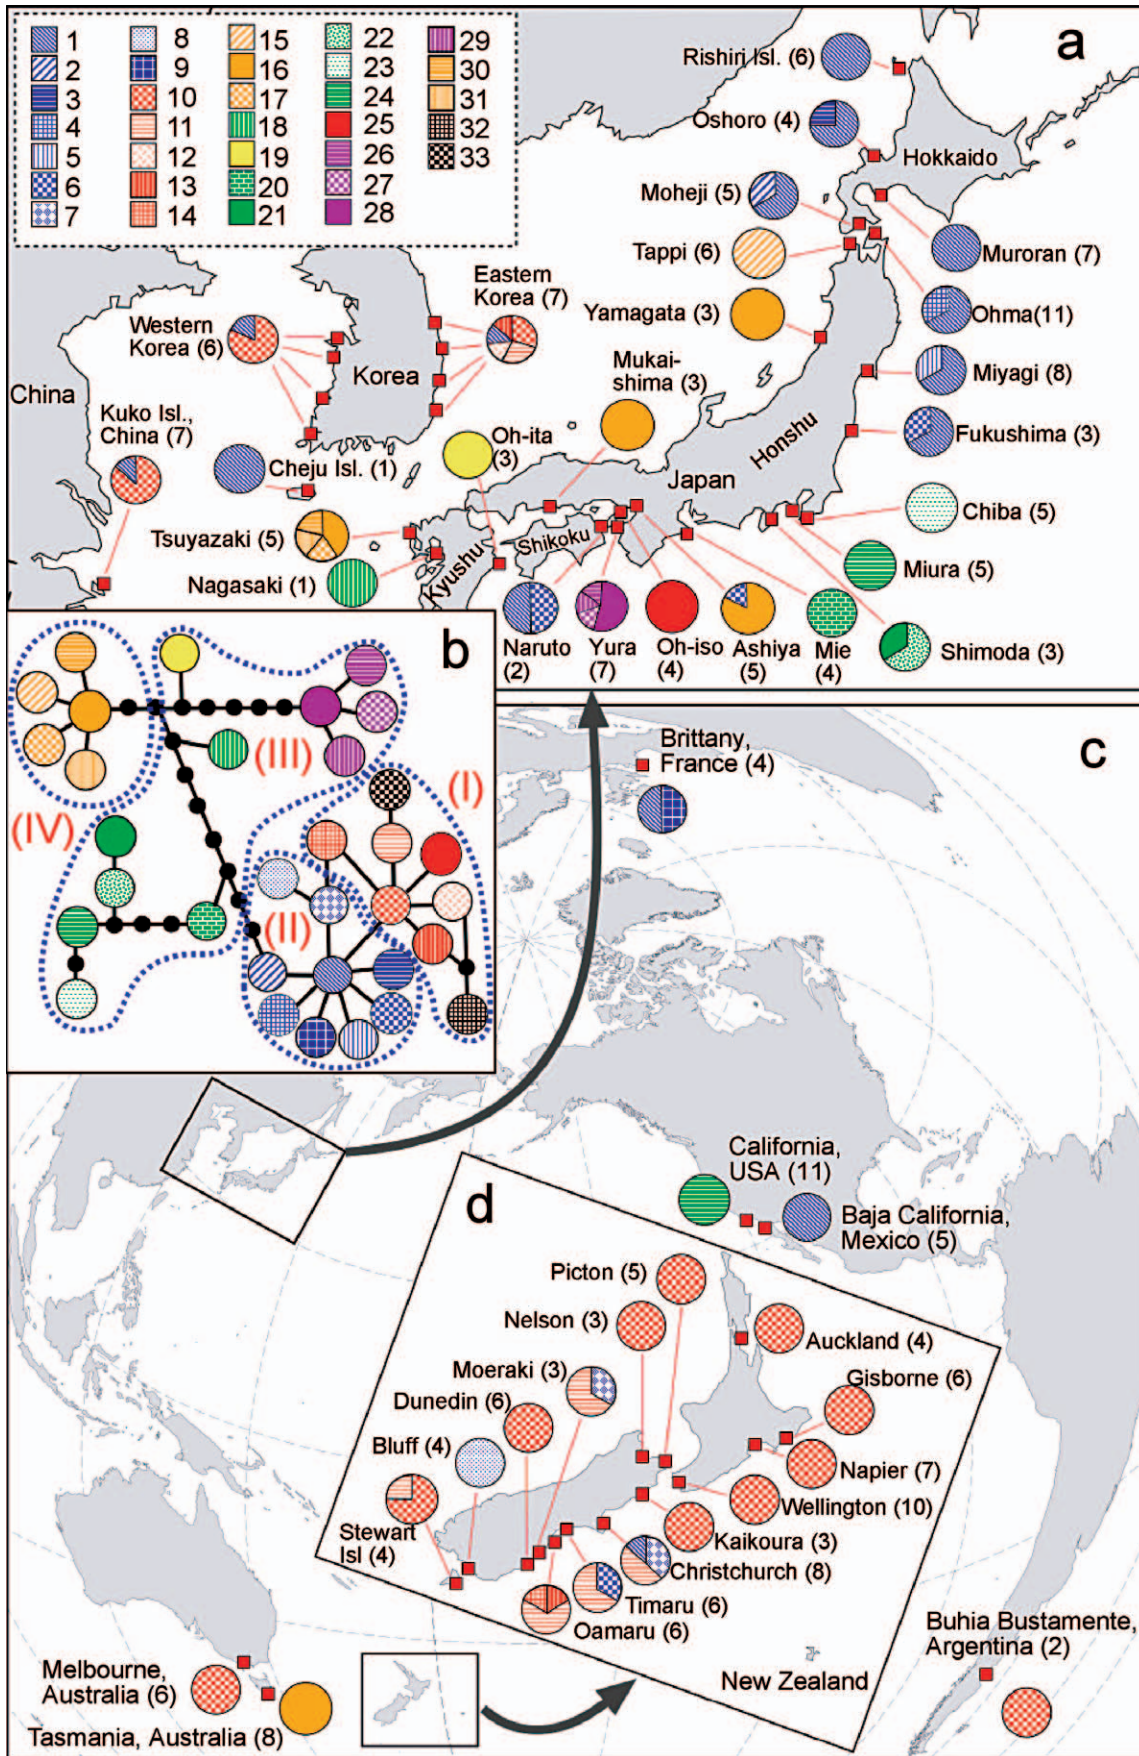 a
1
2
3
4
5
6
7
8
9
10
11
12
13
14
15
16
17
18
19
20
21
22
23
24
25
26
27
28
29
30
31
32
33
Rishiri Isl. (6)
Oshoro (4)
Hokkaido
Moheji
(5)
Tappi (6)
Muroran (7)
Yamagata
(3)
Ohma(11)
Miyagi (8)
Fukushima (3)
Eastern
Korea (7)
Western
Korea (6)
Korea
China
Kuko Isl.,
China (7)
Mukai-
shima (3)
Honshu
Japan
Oh-ita
(3)
Cheju Isl. (1)
Chiba (5)
Tsuyazaki (5)
Shikoku
Kyushu
Nagasaki (1)
Miura (5)
Shimoda (3)
Naruto
(2)
Yura
(7)
Oh-iso
(4)
Ashiya
(5)
Mie
(4)
b
(III)
(I)
(IV)
(II)
c
Brittany,
France (4)
California,
USA (11)
Baja California,
Mexico (5)
d
Picton
(5)
Nelson (3)
Auckland (4)
Moeraki (3)
Gisborne (6)
Dunedin (6)
Bluff (4)
Napier (7)
Wellington (10)
Stewart
Isl (4)
Kaikoura (3)
Christchurch (8)
Timaru (6)
Oamaru (6)
New Zealand
Buhia Bustamente,
Argentina (2)
Melbourne,
Australia (6)
Tasmania, Australia (8)